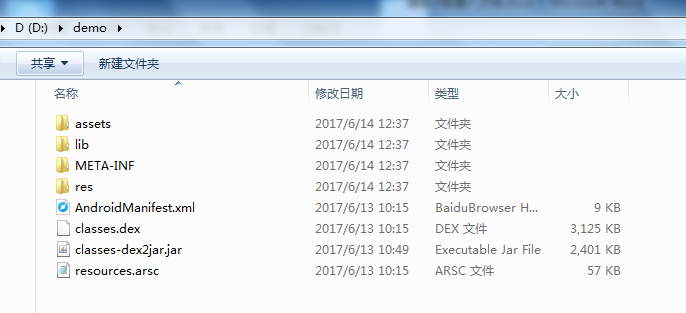 D (D:) demo
共享 新建文件夹
名称 修改日期 类型 大小
assets 2017/6/14 12:37 文件夹
lib 2017/6/14 12:37 文件夹
META-INF 2017/6/14 12:37 文件夹
res 2017/6/14 12:37 文件夹
AndroidManifest.xml 2017/6/13 10:15 BaiduBrowser H... 9 KB
classes.dex 2017/6/13 10:15 DEX 文件 3,125 KB
classes-dex2jar.jar 2017/6/13 10:49 Executable Jar File 2,401 KB
resources.arsc 2017/6/13 10:15 ARSC 文件 57 KB